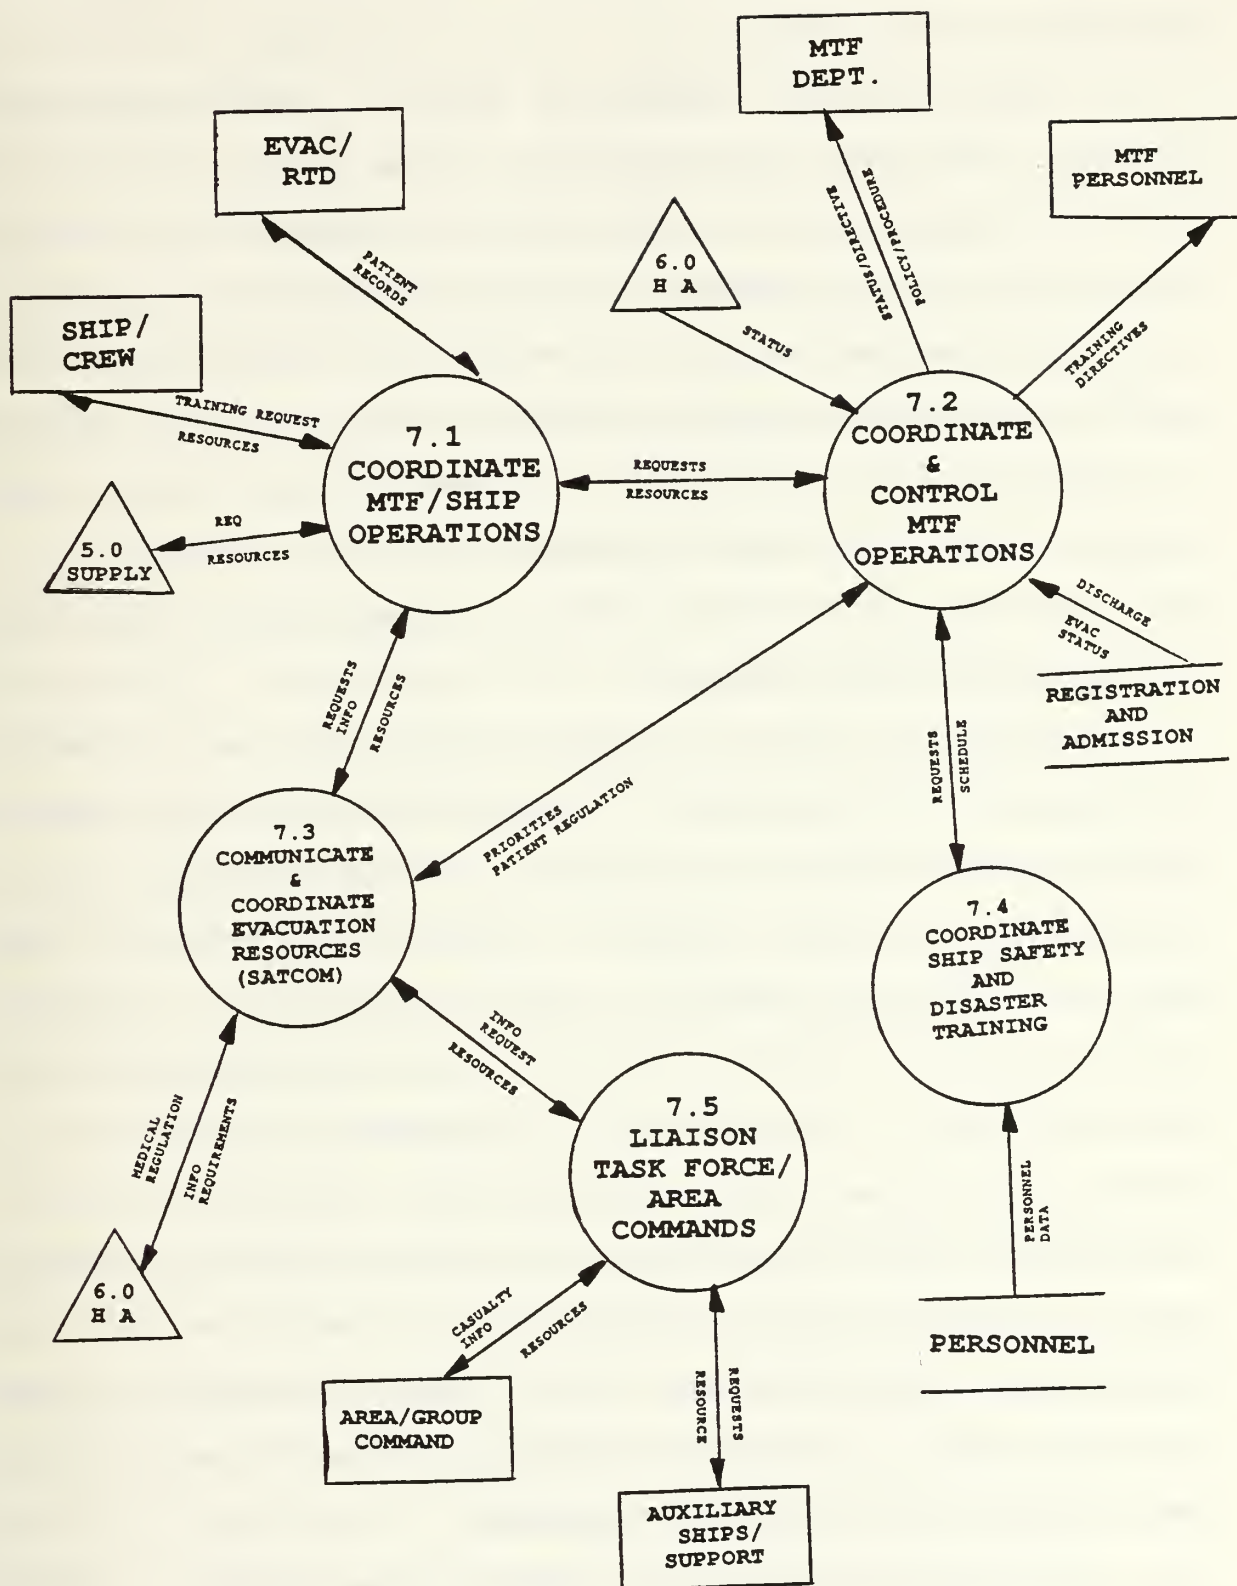 MTF
DEPT.
EVAC/
RTD
MTF
PERSONNEL
PATIENT
RECORDS
STATUS/DIRECTIVE
POLICY/PROCEDURE
6.0
H A
STATUS
TRAINING
DIRECTIVES
SHIP/
CREW
TRAINING REQUEST
RESOURCES
7.1
COORDINATE
MTF/SHIP
OPERATIONS
REQUESTS
RESOURCES
7.2
COORDINATE
&
CONTROL
MTF
OPERATIONS
5.0
SUPPLY
REQ
RESOURCES
DISCHARGE
EVAC
STATUS
REGISTRATION
AND
ADMISSION
REQUESTS
INFO
RESOURCES
PRIORITIES
PATIENT REGULATION
REQUESTS
SCHEDULE
7.3
COMMUNICATE
&
COORDINATE
EVACUATION
RESOURCES
(SATCOM)
7.4
COORDINATE
SHIP SAFETY
AND
DISASTER
TRAINING
INFO
REQUEST
RESOURCES
7.5
LIAISON
TASK FORCE/
AREA
COMMANDS
MEDICAL
REGULATION
INFO
REQUIREMENTS
6.0
H A
PERSONNEL
DATA
PERSONNEL
CASUALTY
INFO
RESOURCES
AREA/GROUP
COMMAND
RESOURCE
REQUESTS
AUXILIARY
SHIPS/
SUPPORT